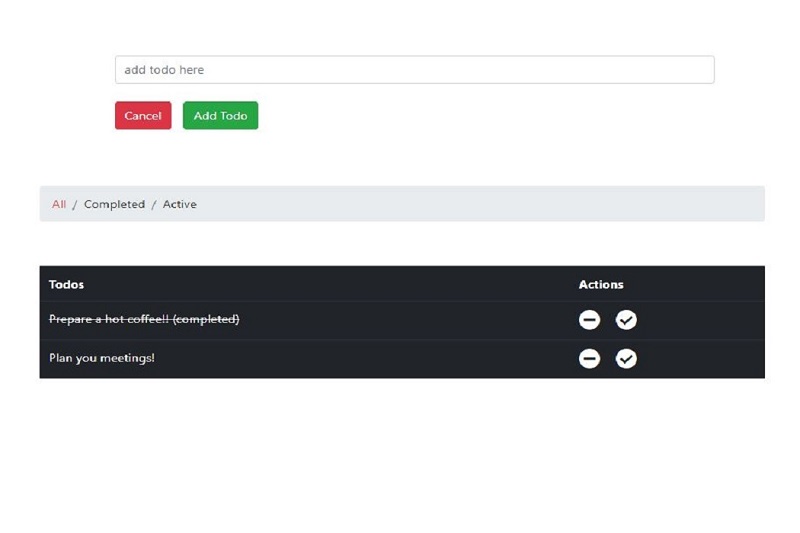 add todo here
Cancel Add Todo
All / Completed / Active
Todos Actions
Prepare a hot coffee!! (completed)
Plan you meetings!